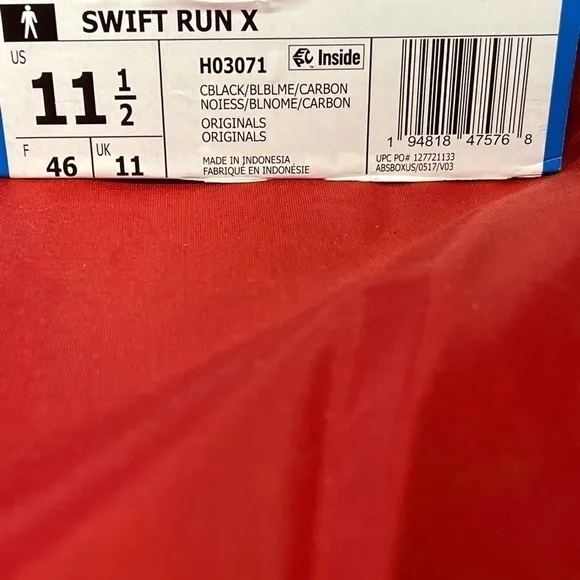 SWIFT RUN X
US
11 1/2
F 46
UK 11
H03071
Inside
CBLACK/BLBLME/CARBON
NOIESS/BLNOME/CARBON
ORIGINALS
ORIGINALS
MADE IN INDONESIA
FABRIQUÉ EN INDONÉSIE
1 94818 47576 8
UPC PO# 127721133
ABSBOXUS/0517/V03